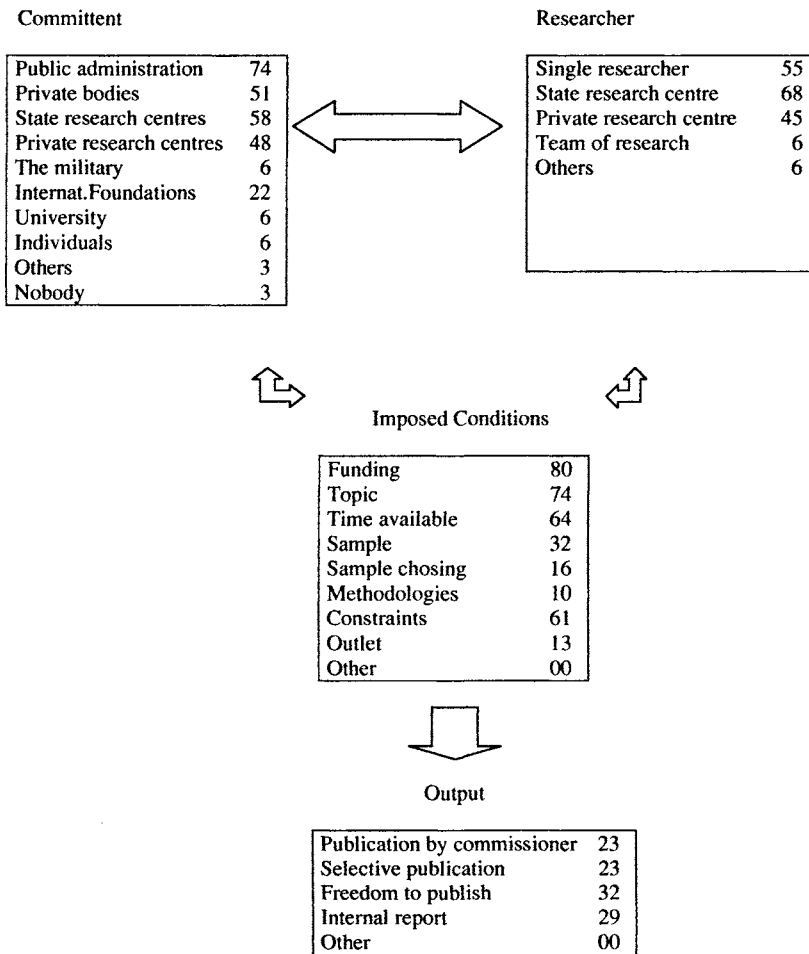 Committent
Public administration 74
Private bodies 51
State research centres 58
Private research centres 48
The military 6
Internat.Foundations 22
University 6
Individuals 6
Others 3
Nobody 3
Researcher
Single researcher 55
State research centre 68
Private research centre 45
Team of research 6
Others 6
Imposed Conditions
Funding 80
Topic 74
Time available 64
Sample 32
Sample chosing 16
Methodologies 10
Constraints 61
Outlet 13
Other 00
Output
Publication by commissioner 23
Selective publication 23
Freedom to publish 32
Internal report 29
Other 00